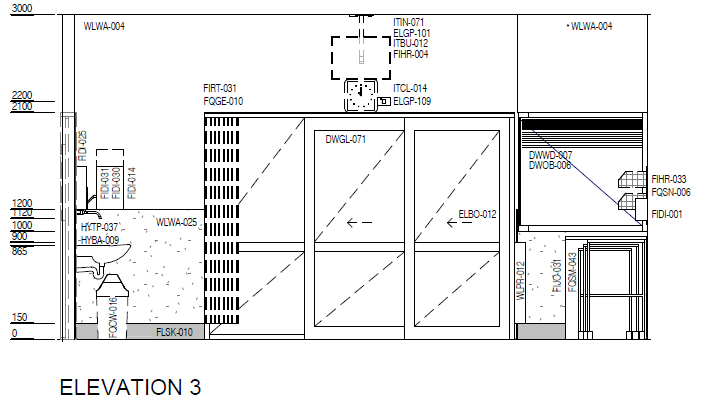 3000
WLWA-004
ITIN-071
ELGP-101
ITBU-012
FIHR-004
WLWA-004
FIRT-031
FQGE-010
ITCL-014
ELGP-109
2200
2100
DWGL-071
RIDI-025
FIDI-031
FIDI-030
FIDI-014
DWWD-007
DWOB-006
FIHR-033
FQSN-006
FIDI-001
1200
1120
1000
900
865
HYTP-037
HYBA-009
WLWA-025
ELBO-012
WLPR-012
FIJC-031
FQSM-043
FQCW-016
150
0
FLSK-010
ELEVATION 3